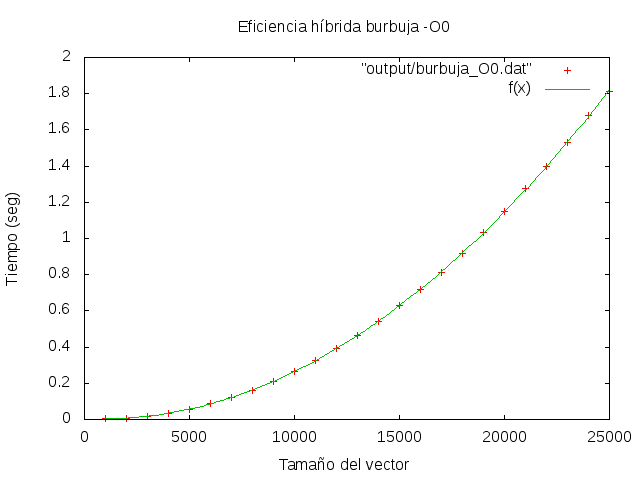 Eficiencia híbrida burbuja -O0
2
1.8
1.6
1.4
1.2
1
0.8
0.6
0.4
0.2
0
Tiempo (seg)
"output/burbuja_O0.dat"
f(x)
0 5000 10000 15000 20000 25000
Tamaño del vector